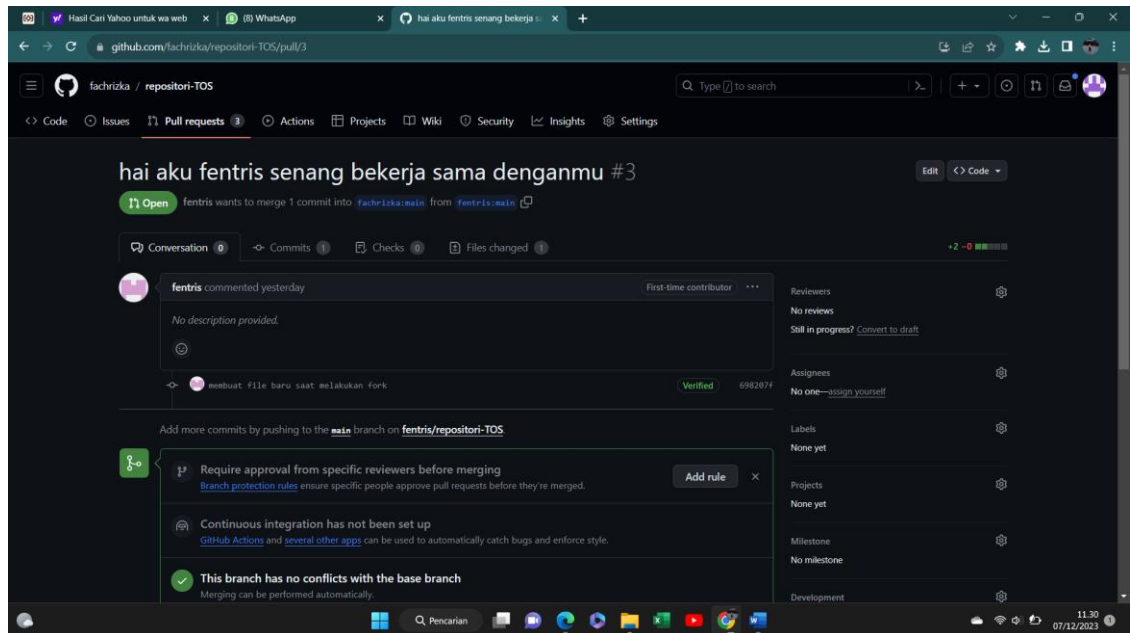 Hasil Cari Yahoo untuk wa web
(8) WhatsApp
hai aku fentris senang bekerja s
github.com/fachrizka/repositori-TOS/pull/3
fachrizka / repositori-TOS
Type / to search
Code Issues Pull requests 3 Actions Projects Wiki Security Insights Settings
hai aku fentris senang bekerja sama denganmu #3
Edit <> Code
Open fentris wants to merge 1 commit into fachrizka:main from fentris:main
Conversation 0 Commits 1 Checks 0 Files changed 1
+2 −0
fentris commented yesterday
First-time contributor
No description provided.
membuat file baru saat melakukan fork
Verified 698207f
Add more commits by pushing to the main branch on fentris/repositori-TOS.
Require approval from specific reviewers before merging
Branch protection rules ensure specific people approve pull requests before they're merged.
Add rule
Continuous integration has not been set up
GitHub Actions and several other apps can be used to automatically catch bugs and enforce style.
This branch has no conflicts with the base branch
Merging can be performed automatically.
Reviewers
No reviews
Still in progress? Convert to draft
Assignees
No one—assign yourself
Labels
None yet
Projects
None yet
Milestone
No milestone
Development
Pencarian
11.30
07/12/2023